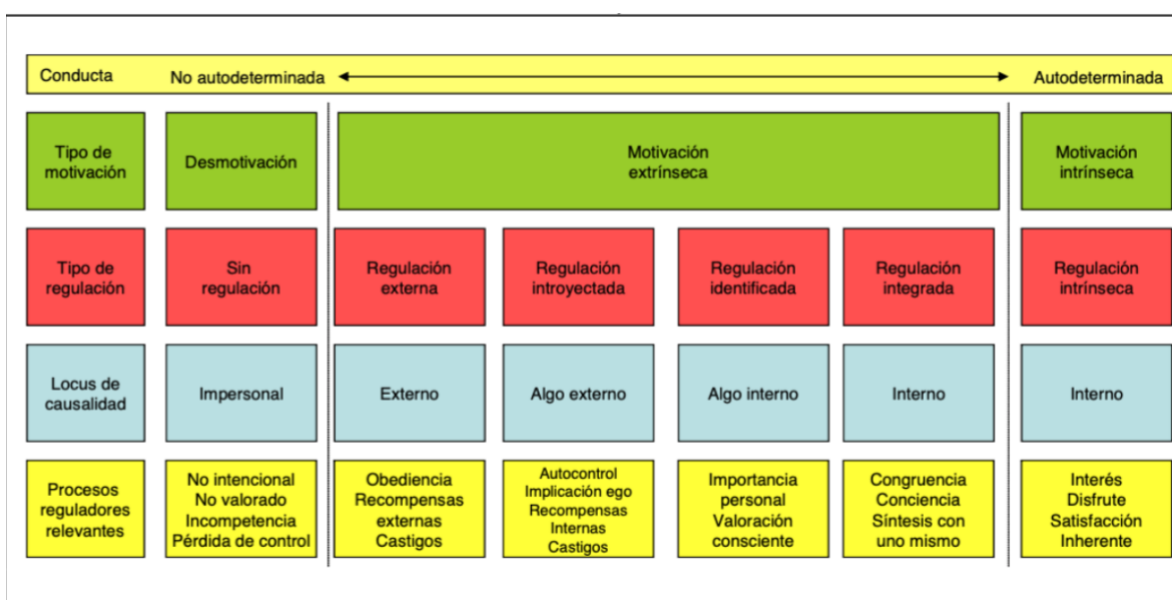 Conducta No autodeterminada Autodeterminada
Tipo de
motivación
Desmotivación
Motivación
extrínseca
Motivación
intrínseca
Tipo de
regulación
Sin
regulación
Regulación
externa
Regulación
introyectada
Regulación
identificada
Regulación
integrada
Regulación
intrínseca
Locus de
causalidad
Impersonal
Externo
Algo externo
Algo interno
Interno
Interno
Procesos
reguladores
relevantes
No intencional
No valorado
Incompetencia
Pérdida de control
Obediencia
Recompensas
externas
Castigos
Autocontrol
Implicación ego
Recompensas
Internas
Castigos
Importancia
personal
Valoración
consciente
Congruencia
Conciencia
Síntesis con
uno mismo
Interés
Disfrute
Satisfacción
Inherente